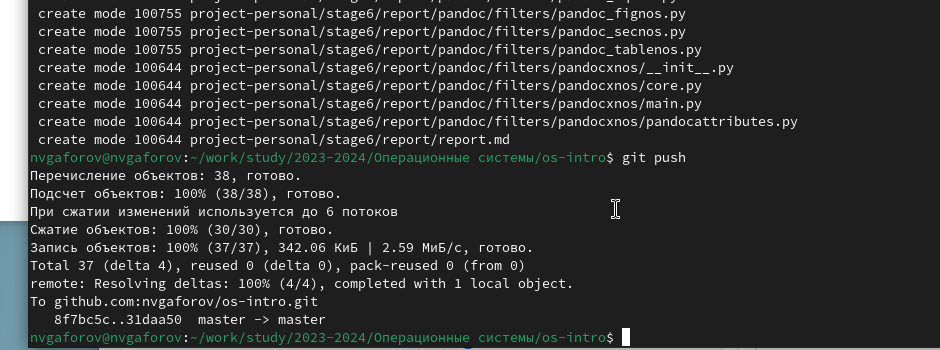 create mode 100755 project-personal/stage6/report/pandoc/filters/pandoc_fignos.py
create mode 100755 project-personal/stage6/report/pandoc/filters/pandoc_secnos.py
create mode 100755 project-personal/stage6/report/pandoc/filters/pandoc_tablenos.py
create mode 100644 project-personal/stage6/report/pandoc/filters/pandocxnos/__init__.py
create mode 100644 project-personal/stage6/report/pandoc/filters/pandocxnos/core.py
create mode 100644 project-personal/stage6/report/pandoc/filters/pandocxnos/main.py
create mode 100644 project-personal/stage6/report/pandoc/filters/pandocxnos/pandocattributes.py
create mode 100644 project-personal/stage6/report/report.md
nvgaforov@nvgaforov:~/work/study/2023-2024/Операционные системы/os-intro$ git push
Перечисление объектов: 38, готово.
Подсчет объектов: 100% (38/38), готово.
При сжатии изменений используется до 6 потоков
Сжатие объектов: 100% (30/30), готово.
Запись объектов: 100% (37/37), 342.06 КиБ | 2.59 МиБ/с, готово.
Total 37 (delta 4), reused 0 (delta 0), pack-reused 0 (from 0)
remote: Resolving deltas: 100% (4/4), completed with 1 local object.
To github.com:nvgaforov/os-intro.git
8f7bc5c..31daa50 master -> master
nvgaforov@nvgaforov:~/work/study/2023-2024/Операционные системы/os-intro$